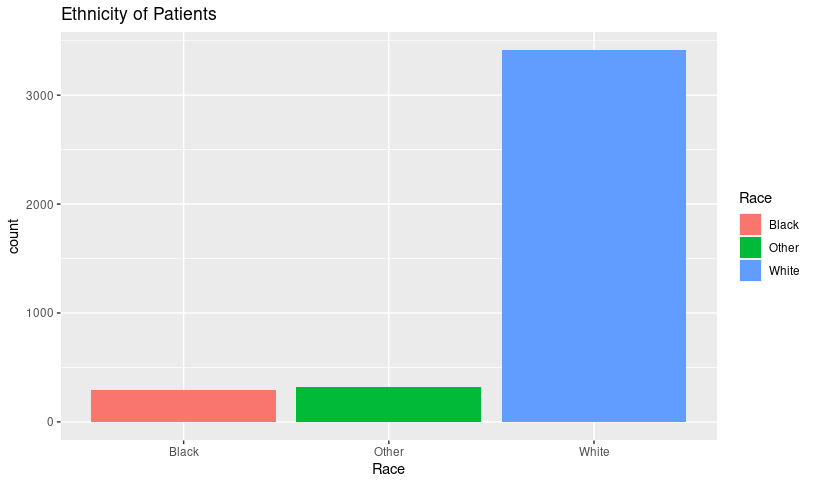 Ethnicity of Patients
3000
2000
1000
0
count
Black
Other
White
Race
Race
Black
Other
White